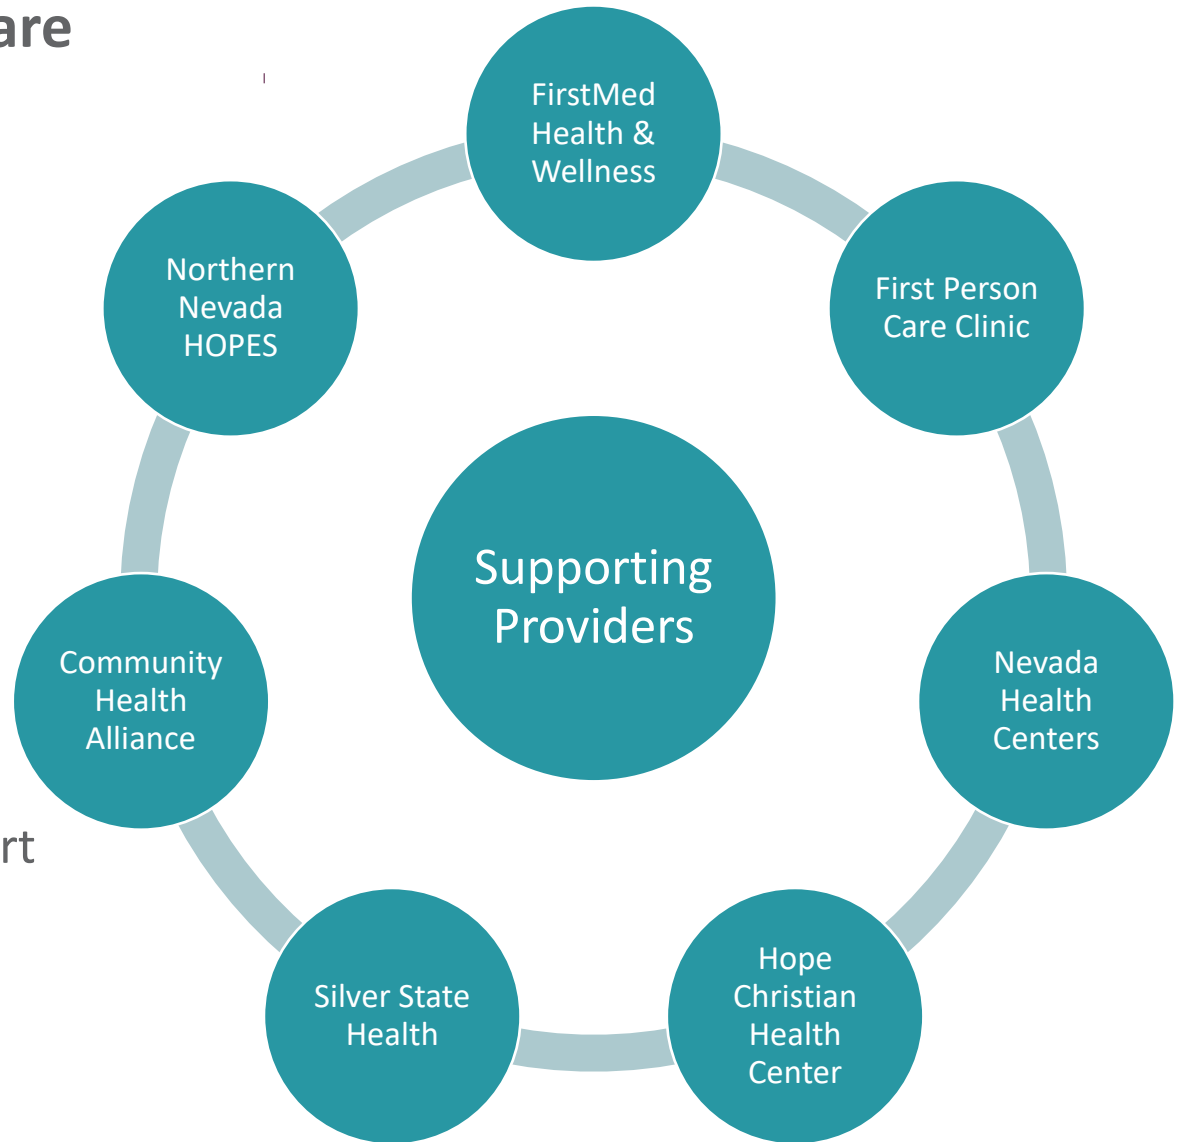 are
FirstMed
Health &
Wellness
Northern
Nevada
HOPES
First Person
Care Clinic
Supporting
Providers
Community
Health
Alliance
Nevada
Health
Centers
rt
Silver State
Health
Hope
Christian
Health
Center